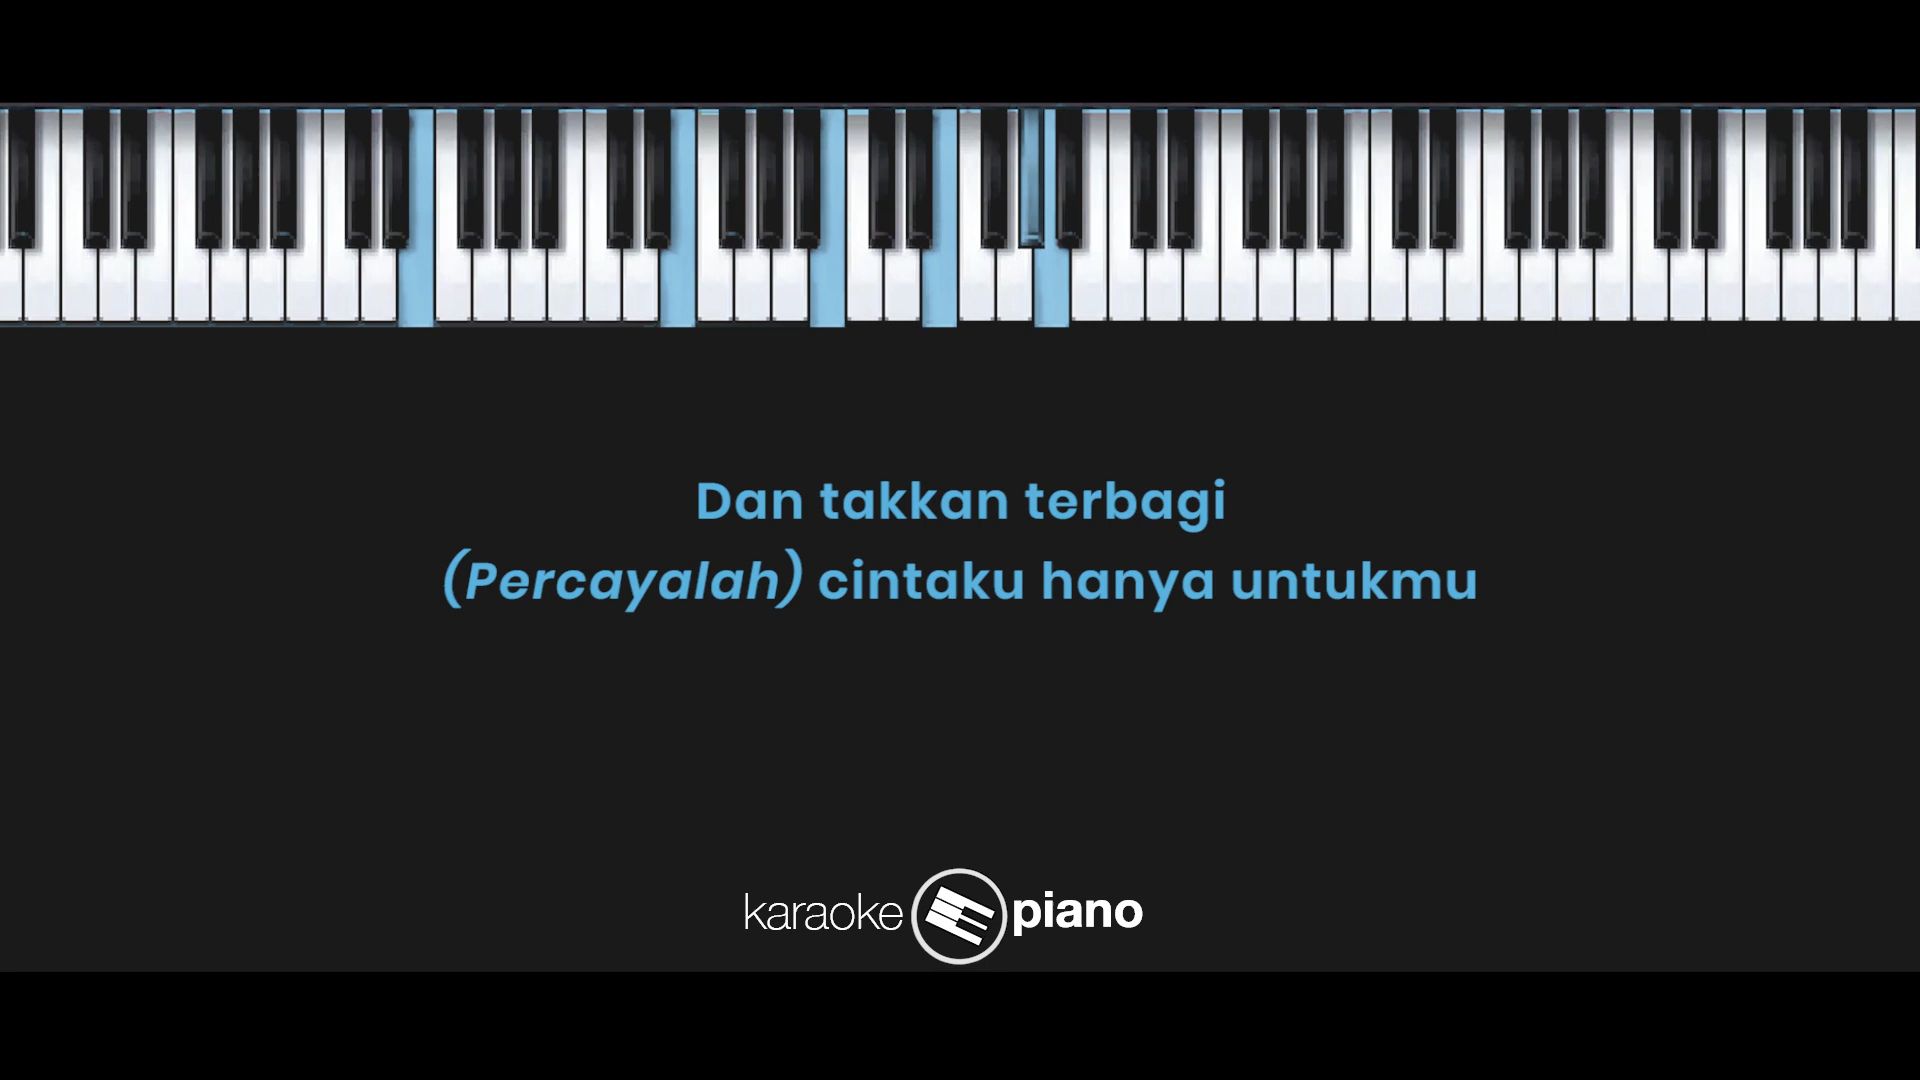 Dan takkan terbagi
(Percayalah) cintaku hanya untukmu
karaoke piano